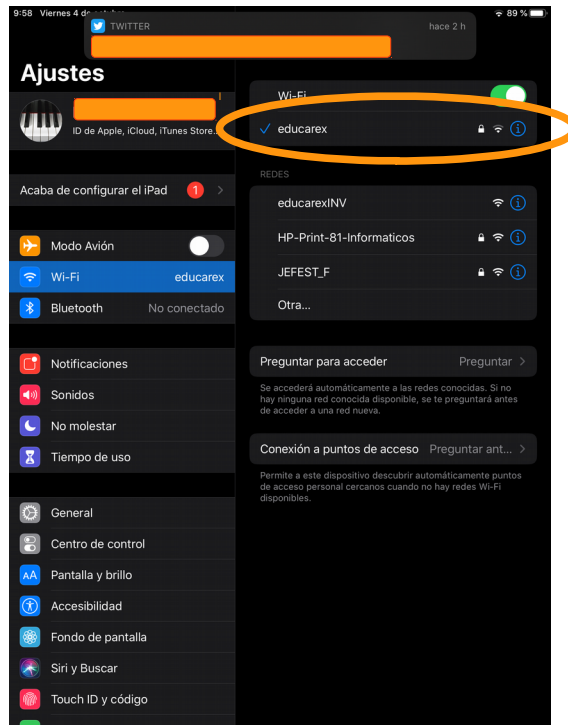 9:58 Viernes 4 de octubre
89 %
TWITTER
hace 2 h
Ajustes
ID de Apple, iCloud, iTunes Store...
Acaba de configurar el iPad
1
Modo Avión
Wi-Fi
educarex
Bluetooth
No conectado
Notificaciones
Sonidos
No molestar
Tiempo de uso
General
Centro de control
AA
Pantalla y brillo
Accesibilidad
Fondo de pantalla
Siri y Buscar
Touch ID y código
Wi-Fi
educarex
REDES
educarexINV
HP-Print-81-Informaticos
JEFEST_F
Otra...
Preguntar para acceder
Preguntar
Se accederá automáticamente a las redes conocidas. Si no
hay ninguna red conocida disponible, se te preguntará antes
de acceder a una red nueva.
Conexión a puntos de acceso
Preguntar ant...
Permite a este dispositivo descubrir automáticamente puntos
de acceso personal cercanos cuando no hay redes Wi-Fi
disponibles.